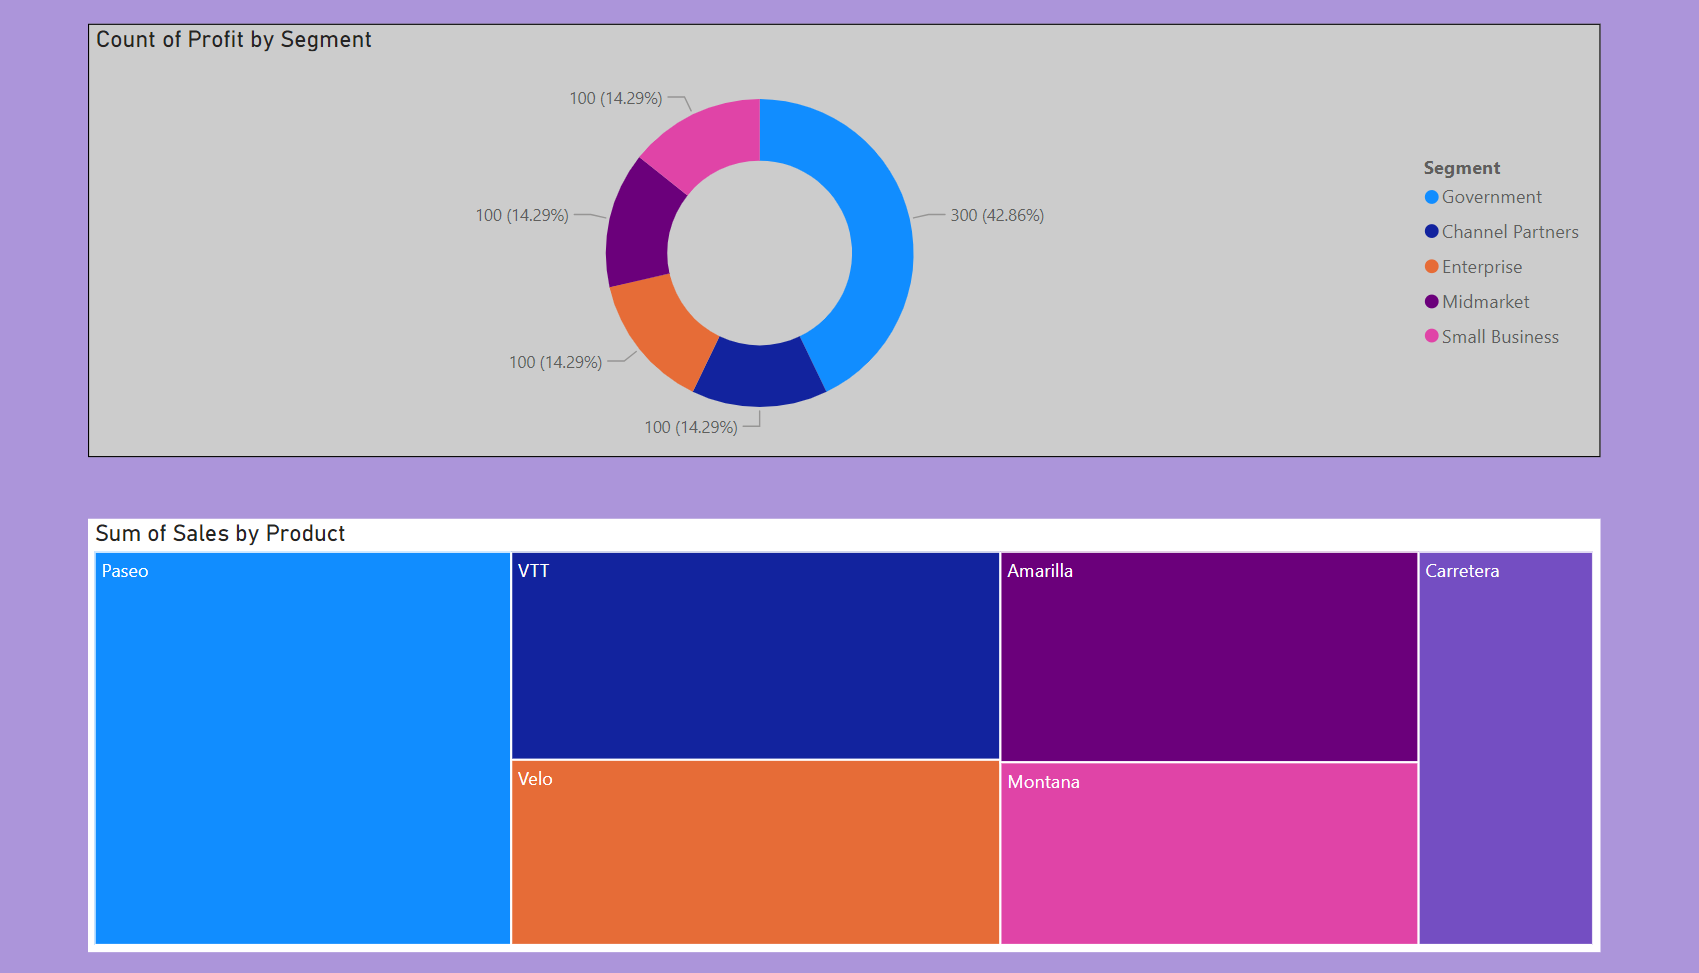 Count of Profit by Segment
100 (14.29%)
100 (14.29%)
300 (42.86%)
100 (14.29%)
100 (14.29%)
Segment
Government
Channel Partners
Enterprise
Midmarket
Small Business
Sum of Sales by Product
Paseo
VTT
Amarilla
Carretera
Velo
Montana